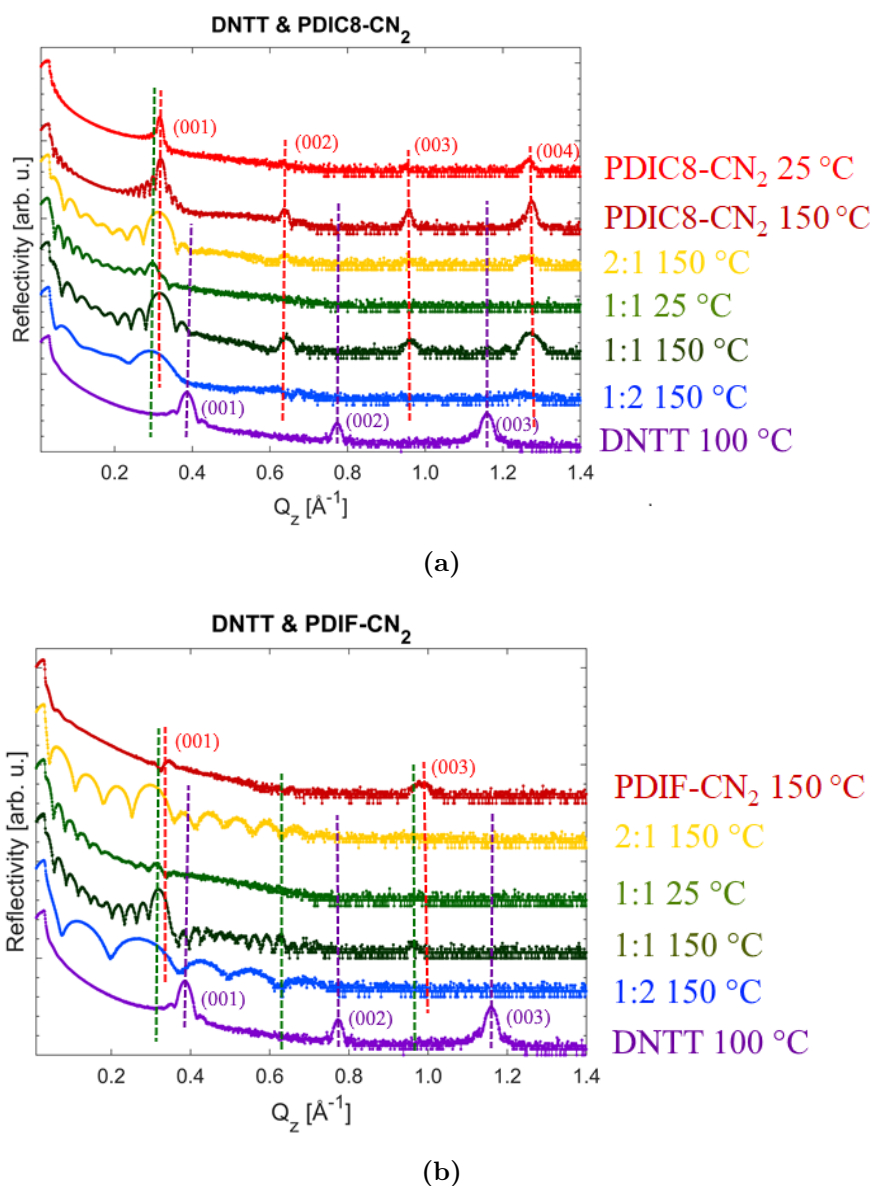 DNTT & PDIC8-CN₂
Reflectivity [arb. u.]
(001)
(002)
(003)
(004)
(001)
(002)
(003)
PDIC8-CN₂ 25 °C
PDIC8-CN₂ 150 °C
2:1 150 °C
1:1 25 °C
1:1 150 °C
1:2 150 °C
DNTT 100 °C
0.2 0.4 0.6 0.8 1.0 1.2 1.4
Q_z [Å⁻¹]
(a)
DNTT & PDIF-CN₂
Reflectivity [arb. u.]
(001)
(003)
(001)
(002)
(003)
PDIF-CN₂ 150 °C
2:1 150 °C
1:1 25 °C
1:1 150 °C
1:2 150 °C
DNTT 100 °C
0.2 0.4 0.6 0.8 1.0 1.2 1.4
Q_z [Å⁻¹]
(b)